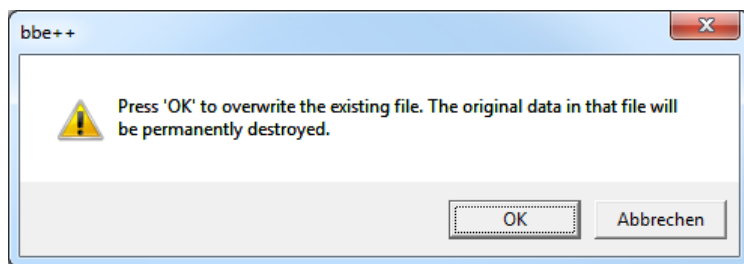 bbe++
Press 'OK' to overwrite the existing file. The original data in that file will
be permanently destroyed.
OK
Abbrechen